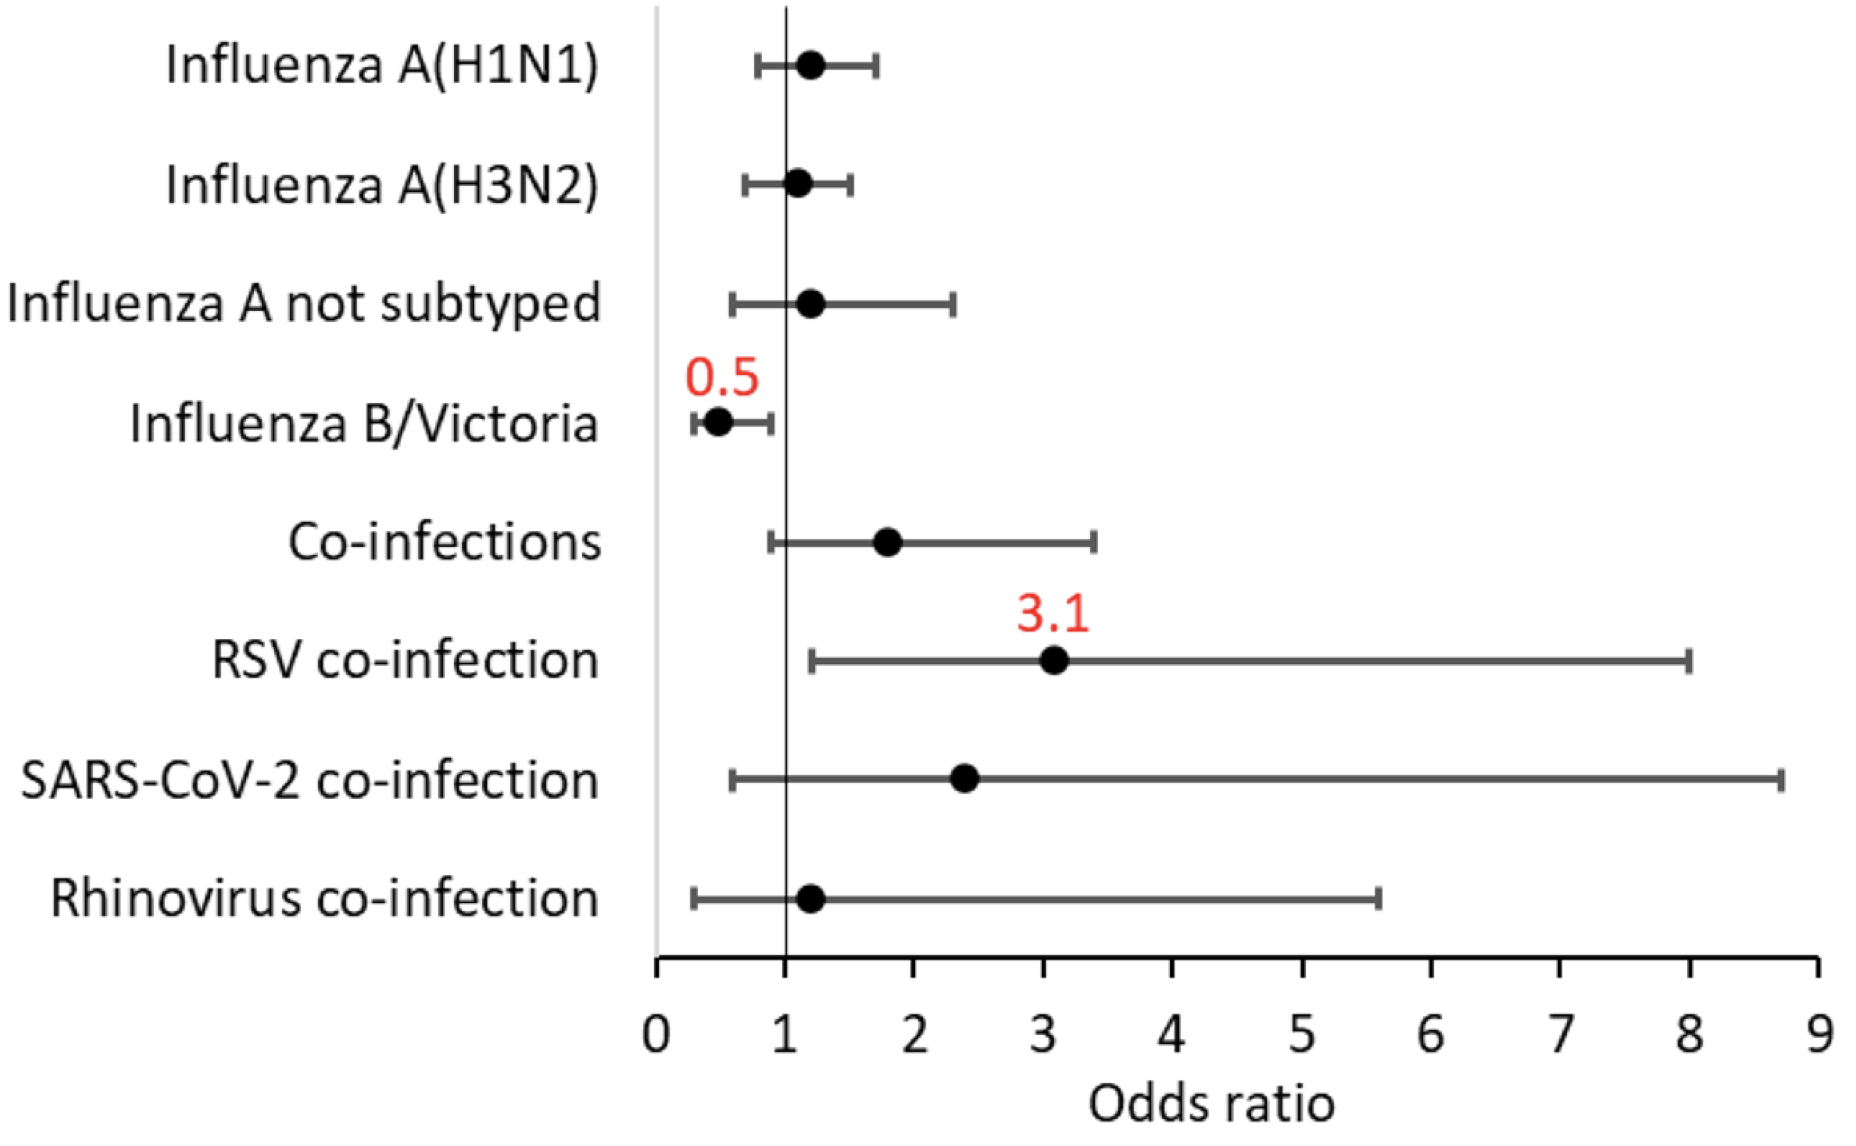 Influenza A(H1N1)
Influenza A(H3N2)
Influenza A not subtyped
0.5
Influenza B/Victoria
Co-infections
3.1
RSV co-infection
SARS-CoV-2 co-infection
Rhinovirus co-infection
0 1 2 3 4 5 6 7 8 9
Odds ratio